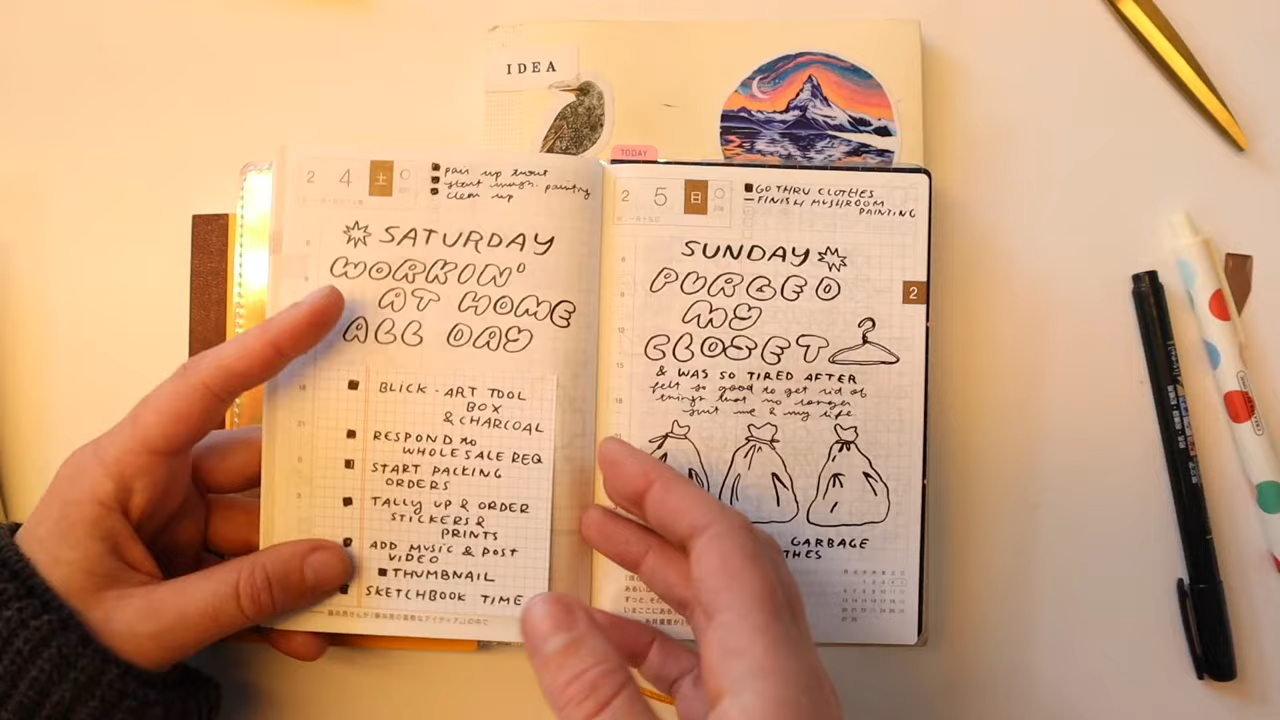 IDEA
TODAY
2 4 土
pair up trout
start mush. painting
clean up
SATURDAY
WORKIN'
AT HOME
ALL DAY
BLICK - ART TOOL
BOX
& CHARCOAL
RESPOND to
WHOLESALE REQ
START PACKING
ORDERS
TALLY UP & ORDER
STICKERS &
PRINTS
ADD MUSIC & POST
VIDEO
THUMBNAIL
SKETCHBOOK TIME
2 5 日
GO THRU CLOTHES
— FINISH MUSHROOM
PAINTING
SUNDAY
PURGED
MY
CLOSET
& WAS SO TIRED AFTER
felt so good to get rid of
things that no longer
suit me & my life
GARBAGE
2